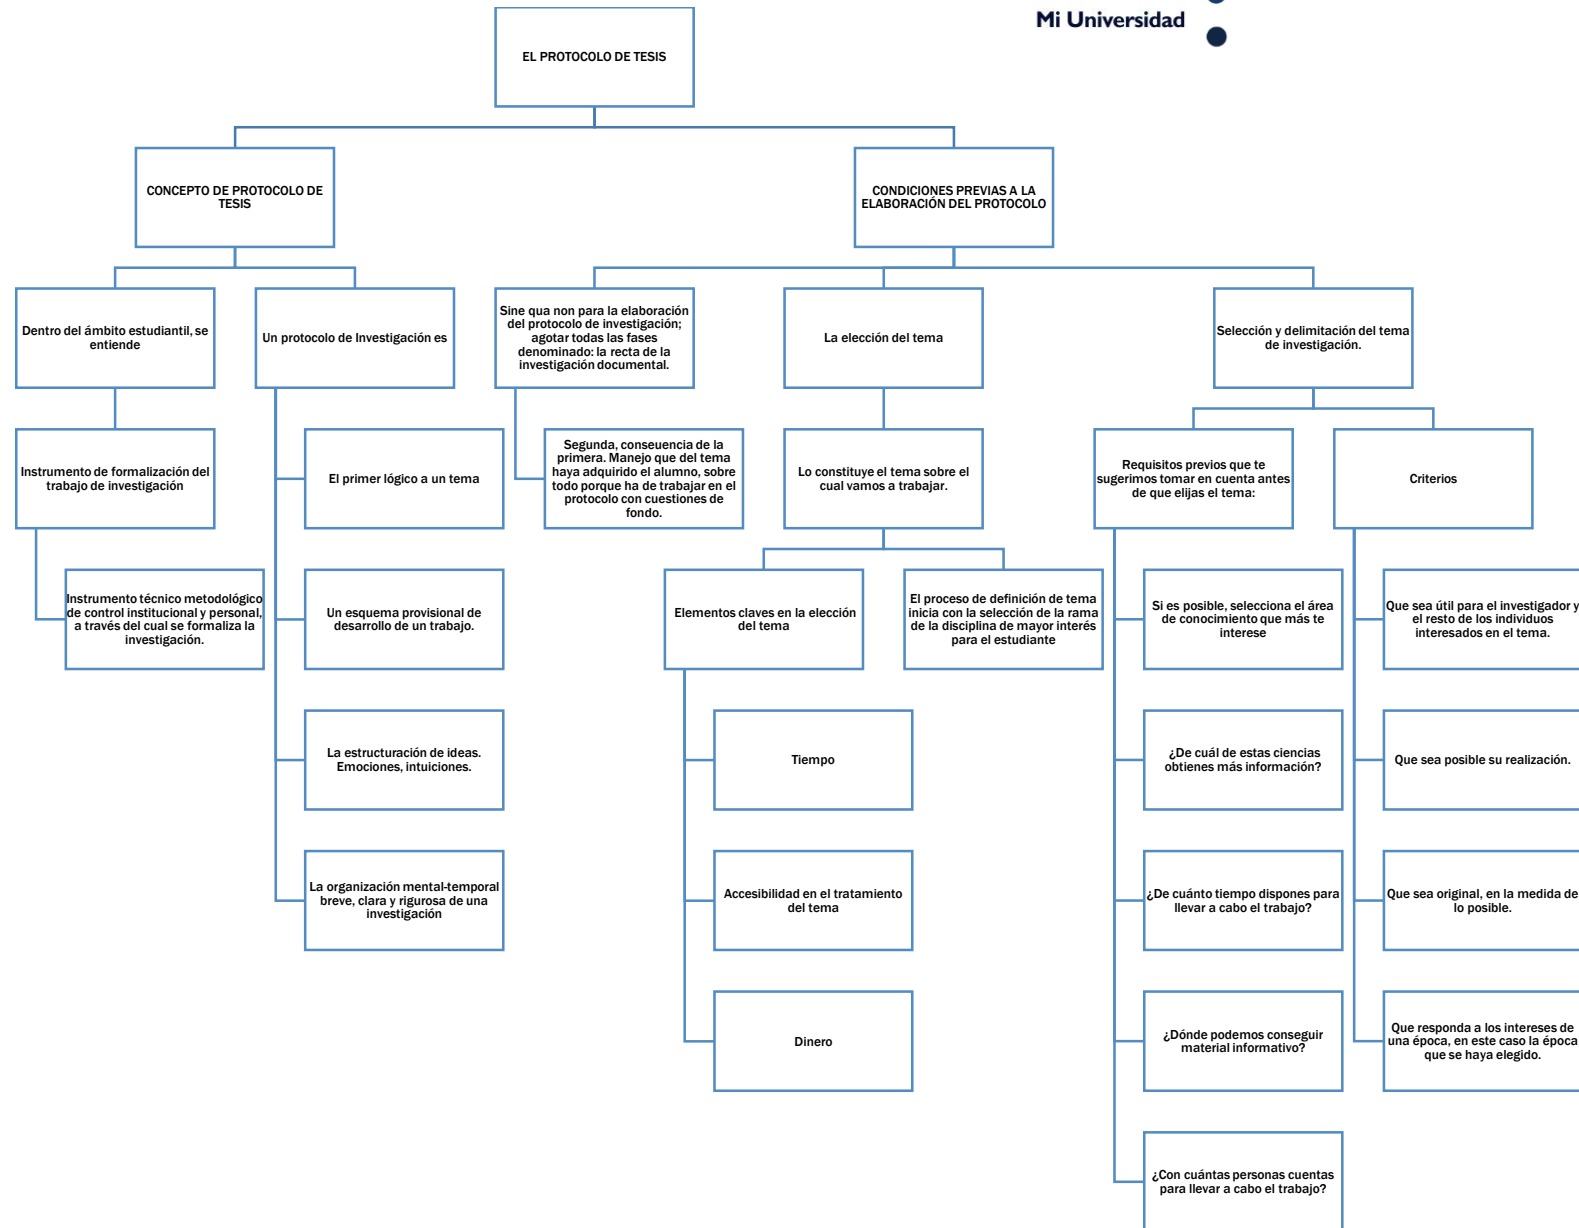 Mi Universidad
EL PROTOCOLO DE TESIS
CONCEPTO DE PROTOCOLO DE
TESIS
CONDICIONES PREVIAS A LA
ELABORACIÓN DEL PROTOCOLO
Dentro del ámbito estudiantil, se
entiende
Un protocolo de Investigación es
Sine qua non para la elaboración
del protocolo de investigación;
agotar todas las fases
denominado: la recta de la
investigación documental.
La elección del tema
Selección y delimitación del tema
de investigación.
Instrumento de formalización del
trabajo de investigación
El primer lógico a un tema
Segunda, conseuencia de la
primera. Manejo que del tema
haya adquirido el alumno, sobre
todo porque ha de trabajar en el
protocolo con cuestiones de
fondo.
Lo constituye el tema sobre el
cual vamos a trabajar.
Requisitos previos que te
sugerimos tomar en cuenta antes
de que elijas el tema:
Criterios
Instrumento técnico metodológico
de control institucional y personal,
a través del cual se formaliza la
investigación.
Un esquema provisional de
desarrollo de un trabajo.
Elementos claves en la elección
del tema
El proceso de definición de tema
inicia con la selección de la rama
de la disciplina de mayor interés
para el estudiante
Si es posible, selecciona el área
de conocimiento que más te
interese
Que sea útil para el investigador y
el resto de los individuos
interesados en el tema.
La estructuración de ideas.
Emociones, intuiciones.
Tiempo
¿De cuál de estas ciencias
obtienes más información?
Que sea posible su realización.
La organización mental-temporal
breve, clara y rigurosa de una
investigación
Accesibilidad en el tratamiento
del tema
¿De cuánto tiempo dispones para
llevar a cabo el trabajo?
Que sea original, en la medida de
lo posible.
Dinero
¿Dónde podemos conseguir
material informativo?
Que responda a los intereses de
una época, en este caso la época
que se haya elegido.
¿Con cuántas personas cuentas
para llevar a cabo el trabajo?